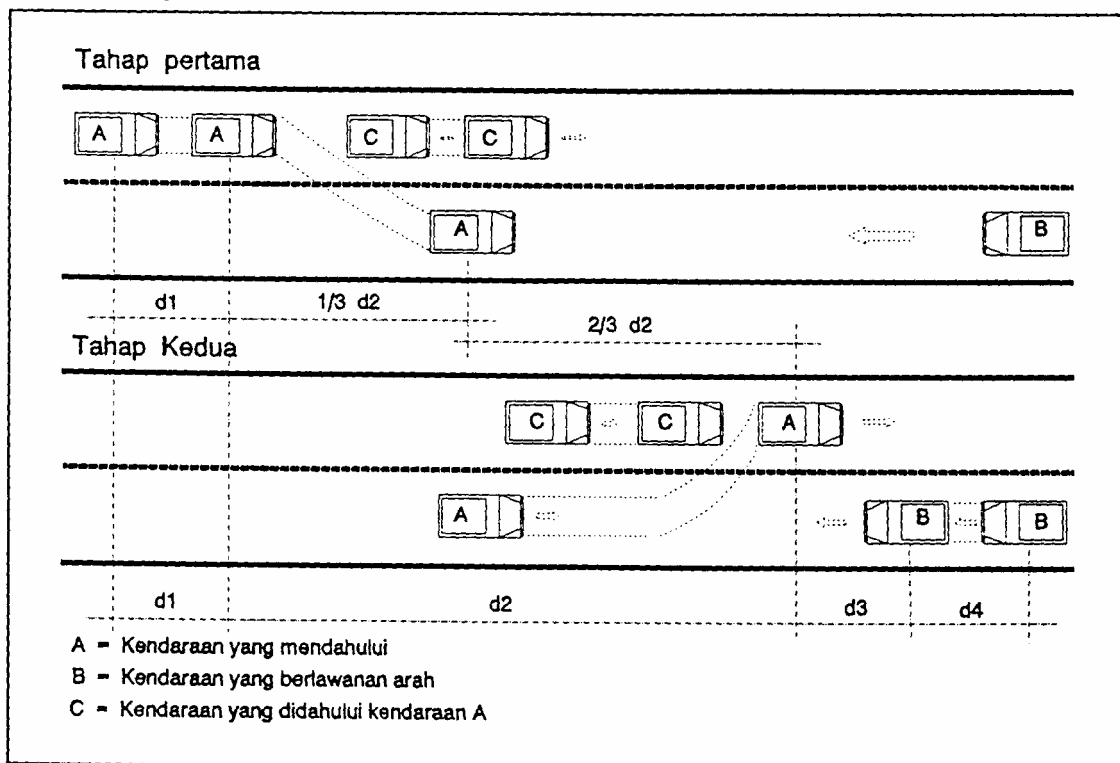 Tahap pertama
A A C C
A B
d1 1/3 d2
2/3 d2
Tahap Kedua
C C A
A B B
d1 d2 d3 d4
A = Kendaraan yang mendahului
B = Kendaraan yang berlawanan arah
C = Kendaraan yang didahului kendaraan A